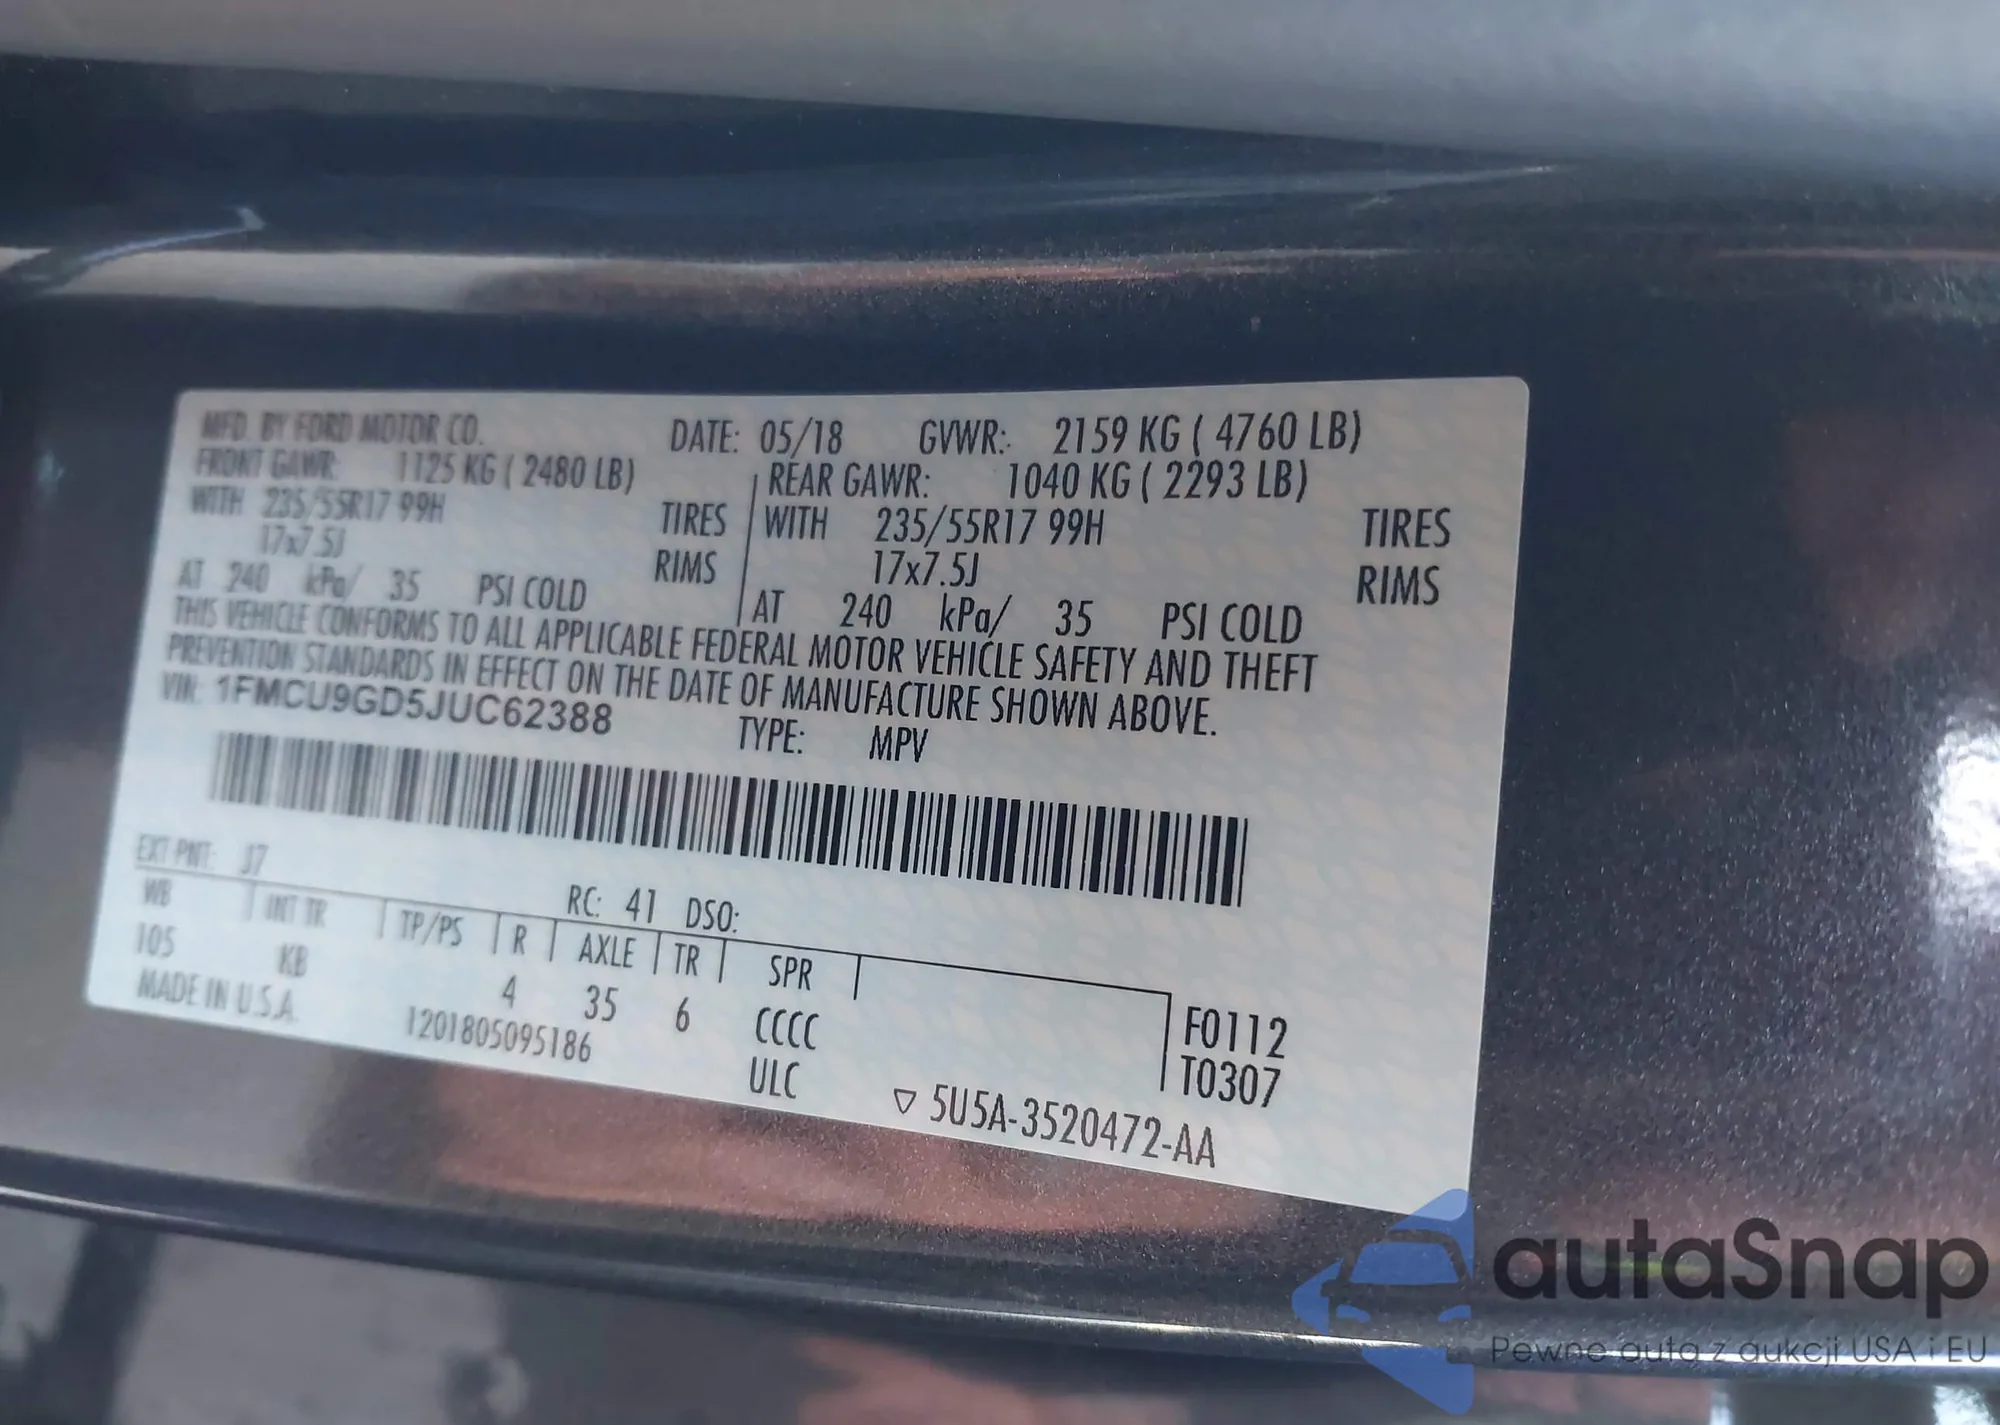 MFD. BY FORD MOTOR CO. DATE: 05/18 GVWR: 2159 KG ( 4760 LB)
FRONT GAWR: 1125 KG ( 2480 LB) REAR GAWR: 1040 KG ( 2293 LB)
WITH 235/55R17 99H TIRES WITH 235/55R17 99H TIRES
17x7.5J RIMS 17x7.5J RIMS
AT 240 kPa/ 35 PSI COLD AT 240 kPa/ 35 PSI COLD
THIS VEHICLE CONFORMS TO ALL APPLICABLE FEDERAL MOTOR VEHICLE SAFETY AND THEFT
PREVENTION STANDARDS IN EFFECT ON THE DATE OF MANUFACTURE SHOWN ABOVE.
VIN: 1FMCU9GD5JUC62388 TYPE: MPV
EXT PNT: J7 RC: 41 DSO:
WB INT TR TP/PS R AXLE TR SPR
105 KB 4 35 6 CCCC F0112
MADE IN U.S.A. 1201805095186 ULC T0307
▽ 5U5A-3520472-AA
autaSnap
Pewne auta z aukcji USA i EU